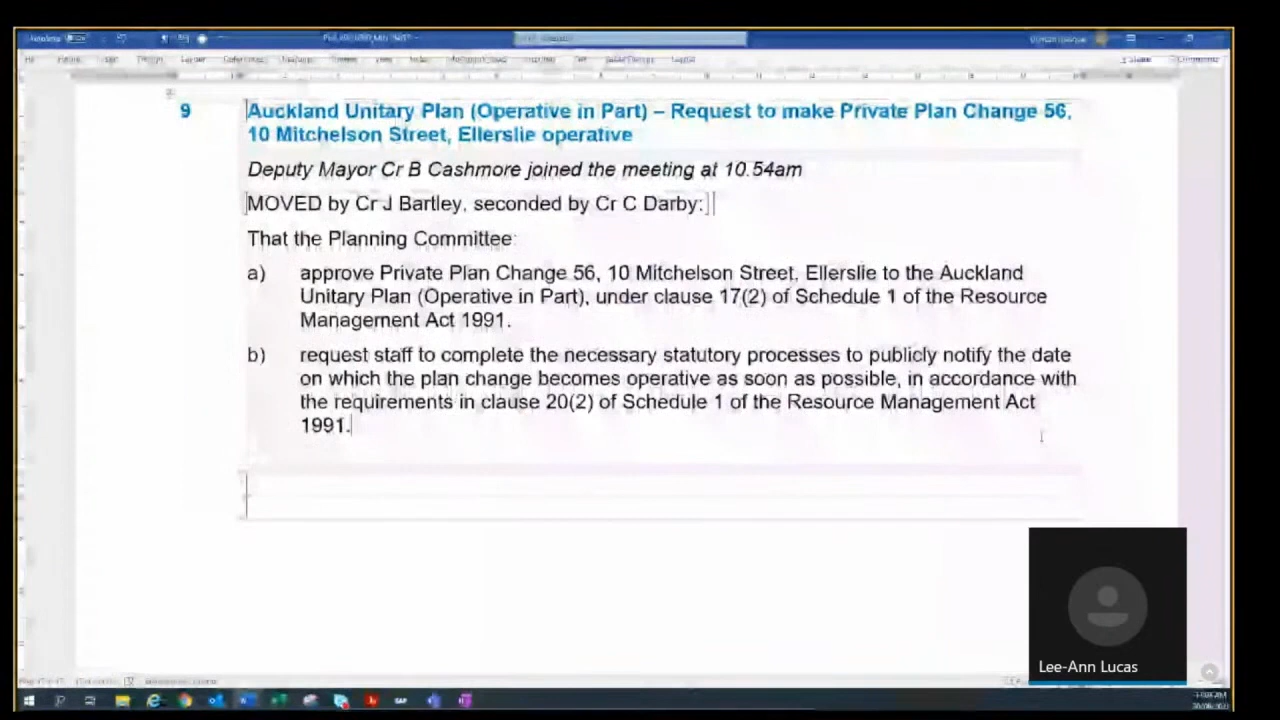 9 Auckland Unitary Plan (Operative in Part) – Request to make Private Plan Change 56,
10 Mitchelson Street, Ellerslie operative
Deputy Mayor Cr B Cashmore joined the meeting at 10.54am
MOVED by Cr J Bartley, seconded by Cr C Darby:
That the Planning Committee:
a) approve Private Plan Change 56, 10 Mitchelson Street, Ellerslie to the Auckland
Unitary Plan (Operative in Part), under clause 17(2) of Schedule 1 of the Resource
Management Act 1991.
b) request staff to complete the necessary statutory processes to publicly notify the date
on which the plan change becomes operative as soon as possible, in accordance with
the requirements in clause 20(2) of Schedule 1 of the Resource Management Act
1991.
Lee-Ann Lucas